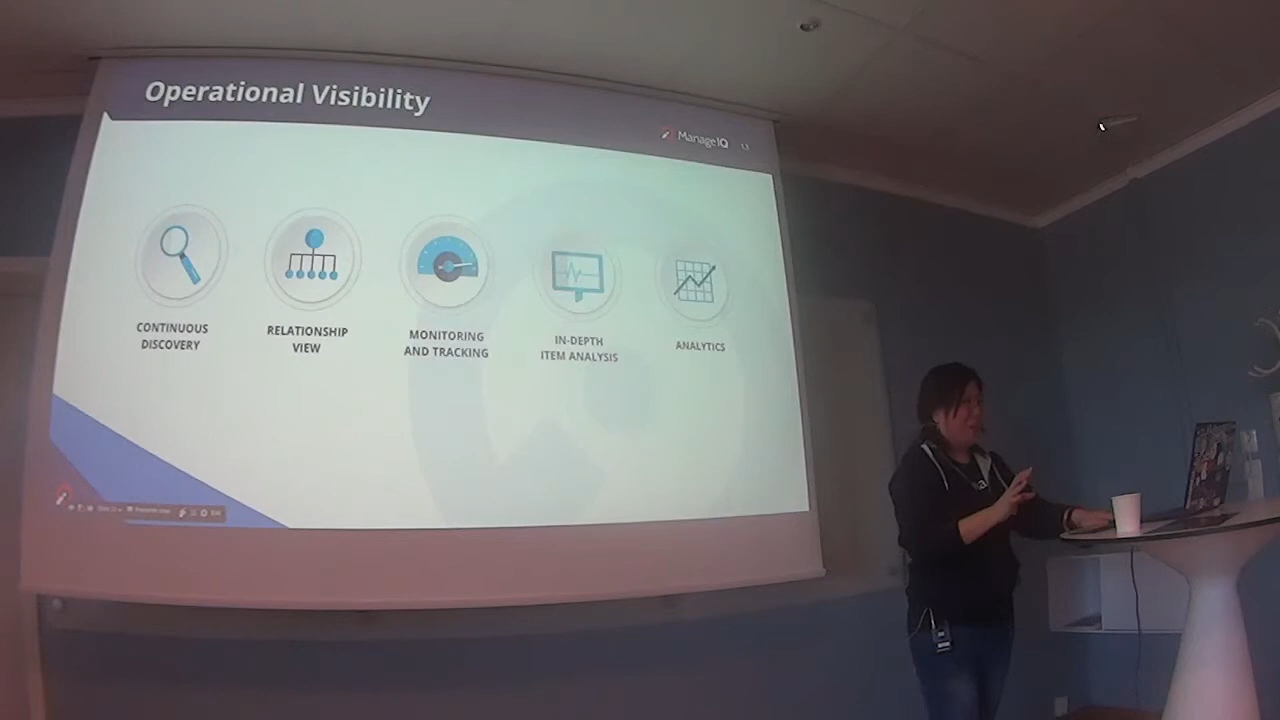 Operational Visibility
ManageIQ
CONTINUOUS
DISCOVERY
RELATIONSHIP
VIEW
MONITORING
AND TRACKING
IN-DEPTH
ITEM ANALYSIS
ANALYTICS